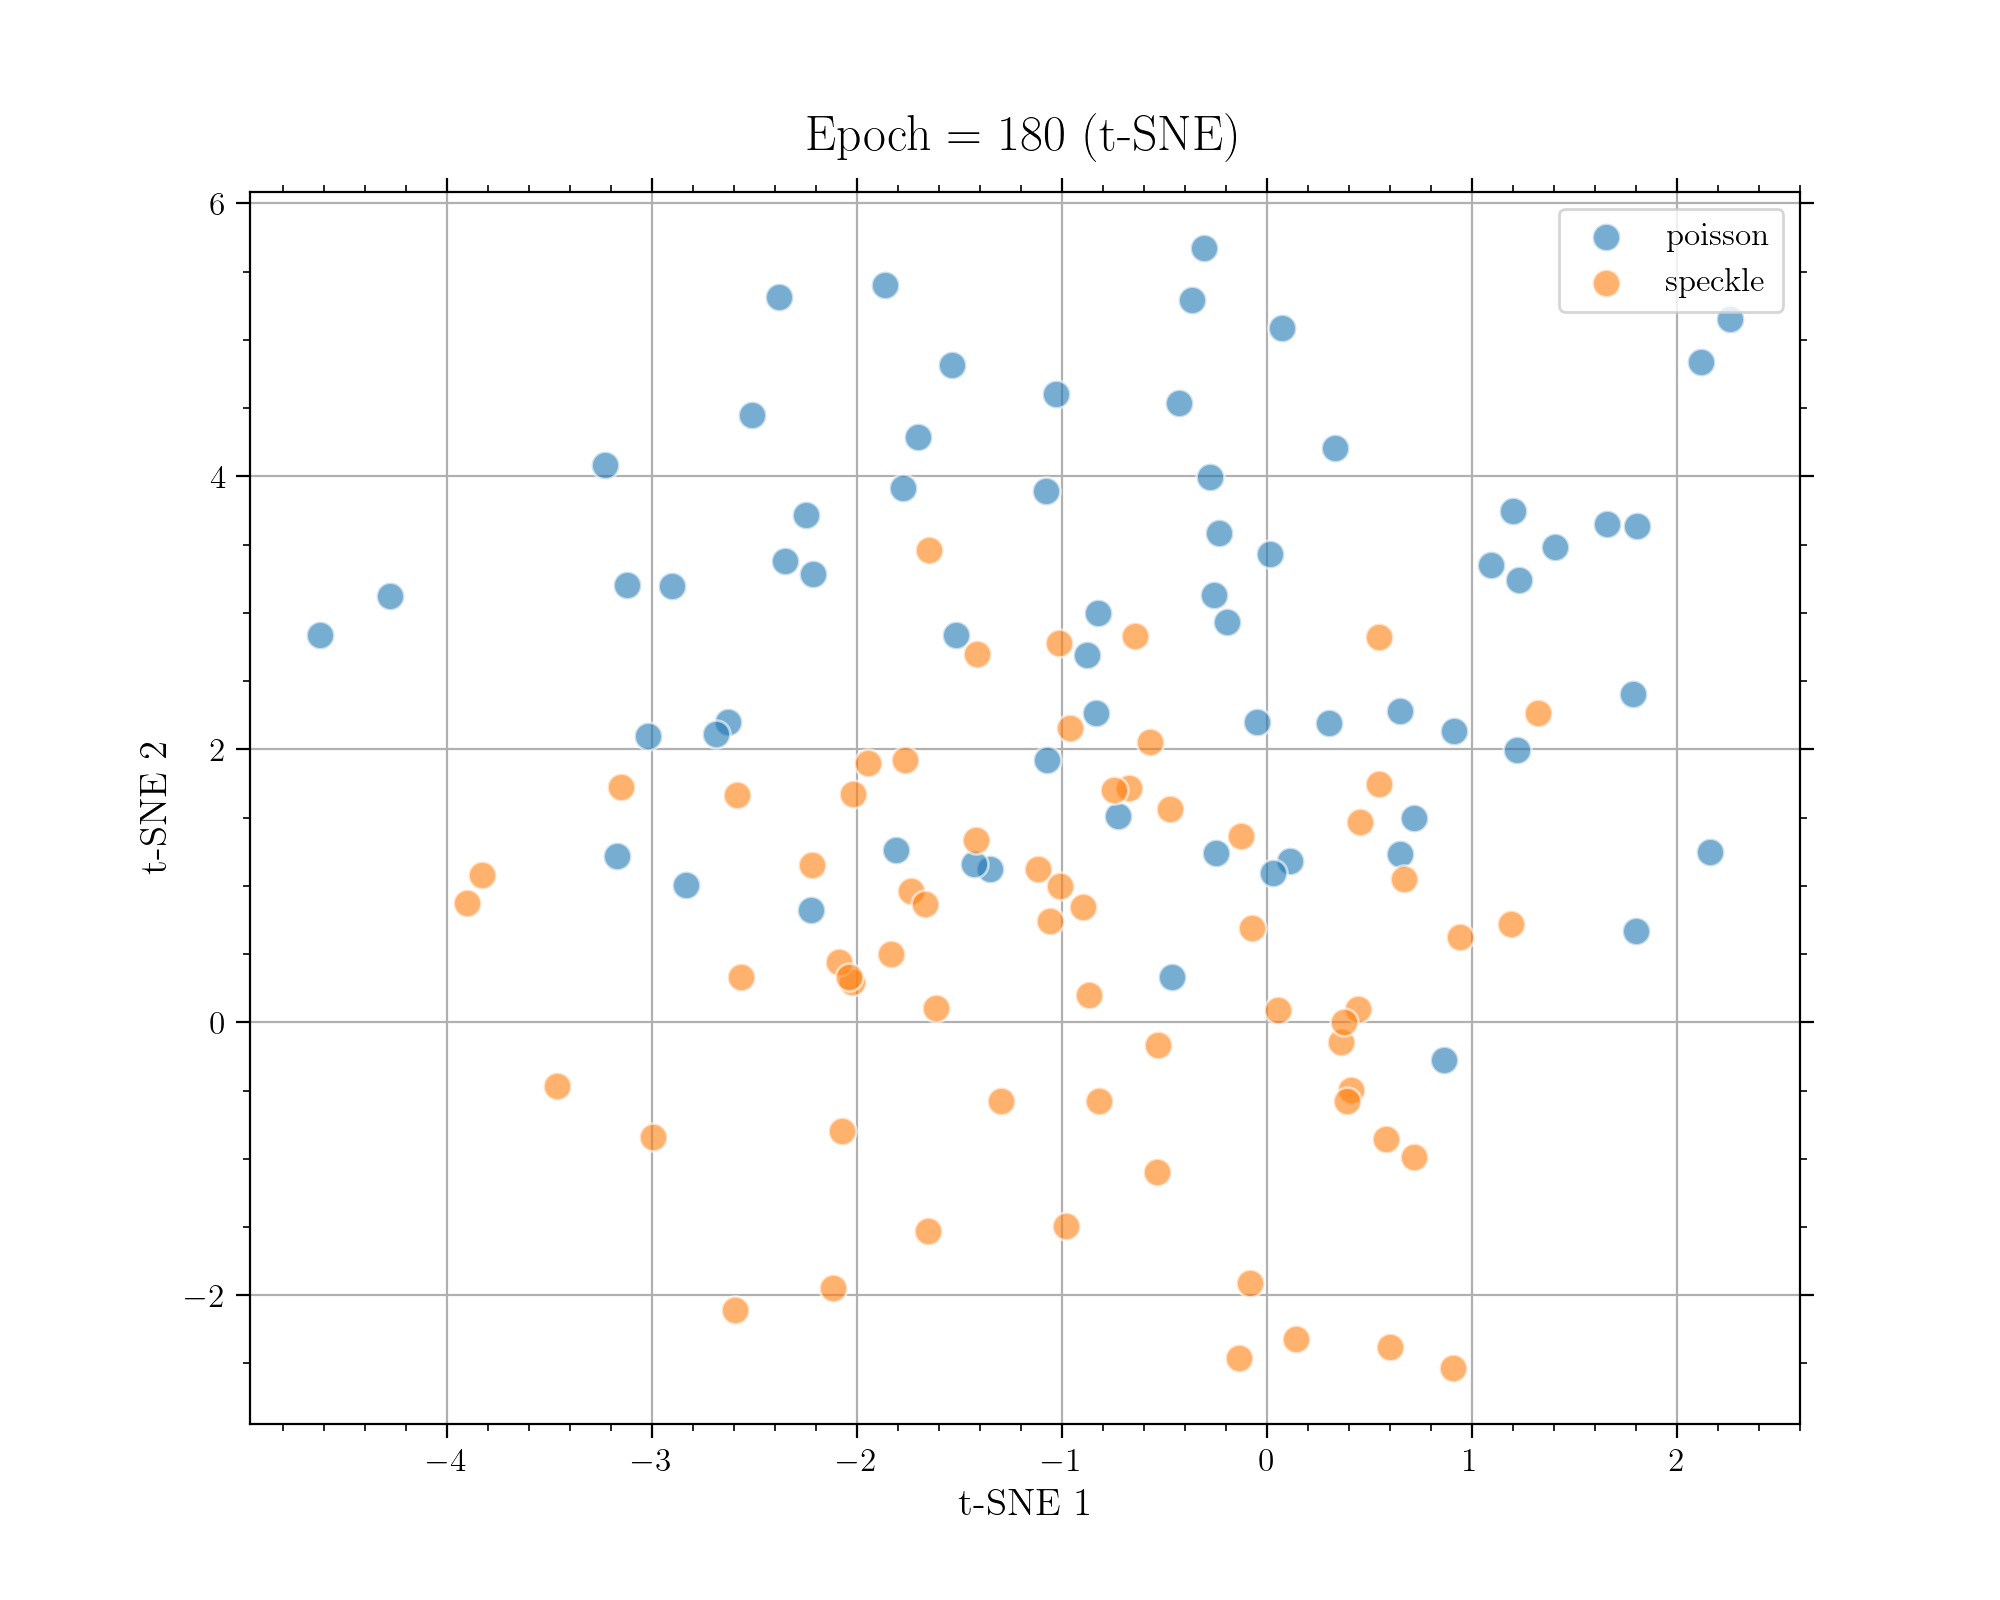 Epoch = 180 (t-SNE)
poisson
speckle
t-SNE 2
6
4
2
0
−2
−4 −3 −2 −1 0 1 2
t-SNE 1